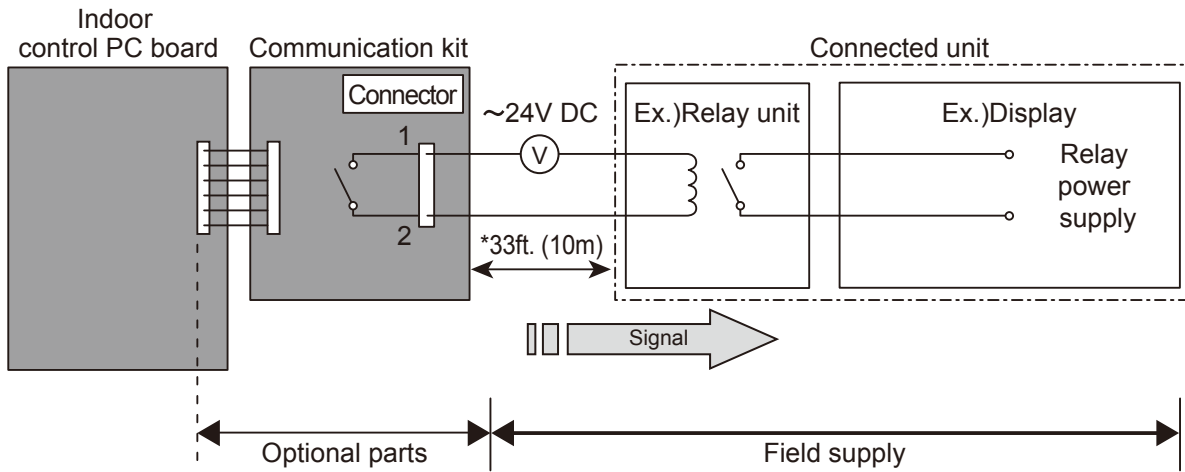 Indoor
control PC board
Communication kit
Connected unit
Connector
1
2
～24V DC
V
*33ft. (10m)
Ex.)Relay unit
Ex.)Display
Relay
power
supply
Signal
Optional parts
Field supply